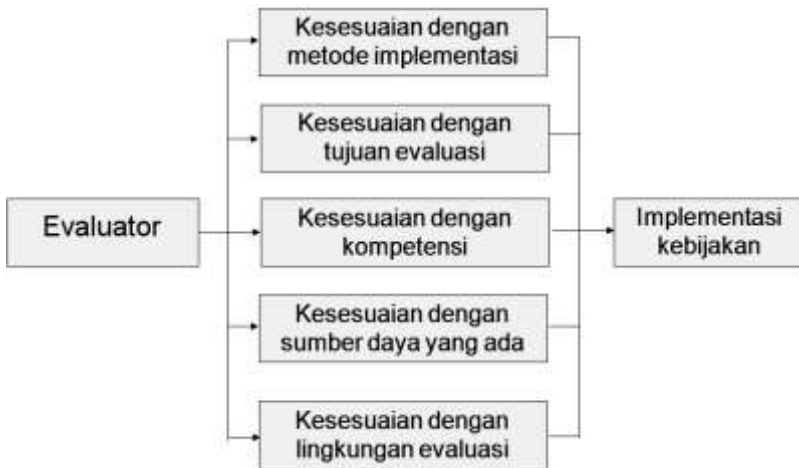 Kesesuaian dengan
metode implementasi
Kesesuaian dengan
tujuan evaluasi
Evaluator
Kesesuaian dengan
kompetensi
Implementasi
kebijakan
Kesesuaian dengan
sumber daya yang ada
Kesesuaian dengan
lingkungan evaluasi